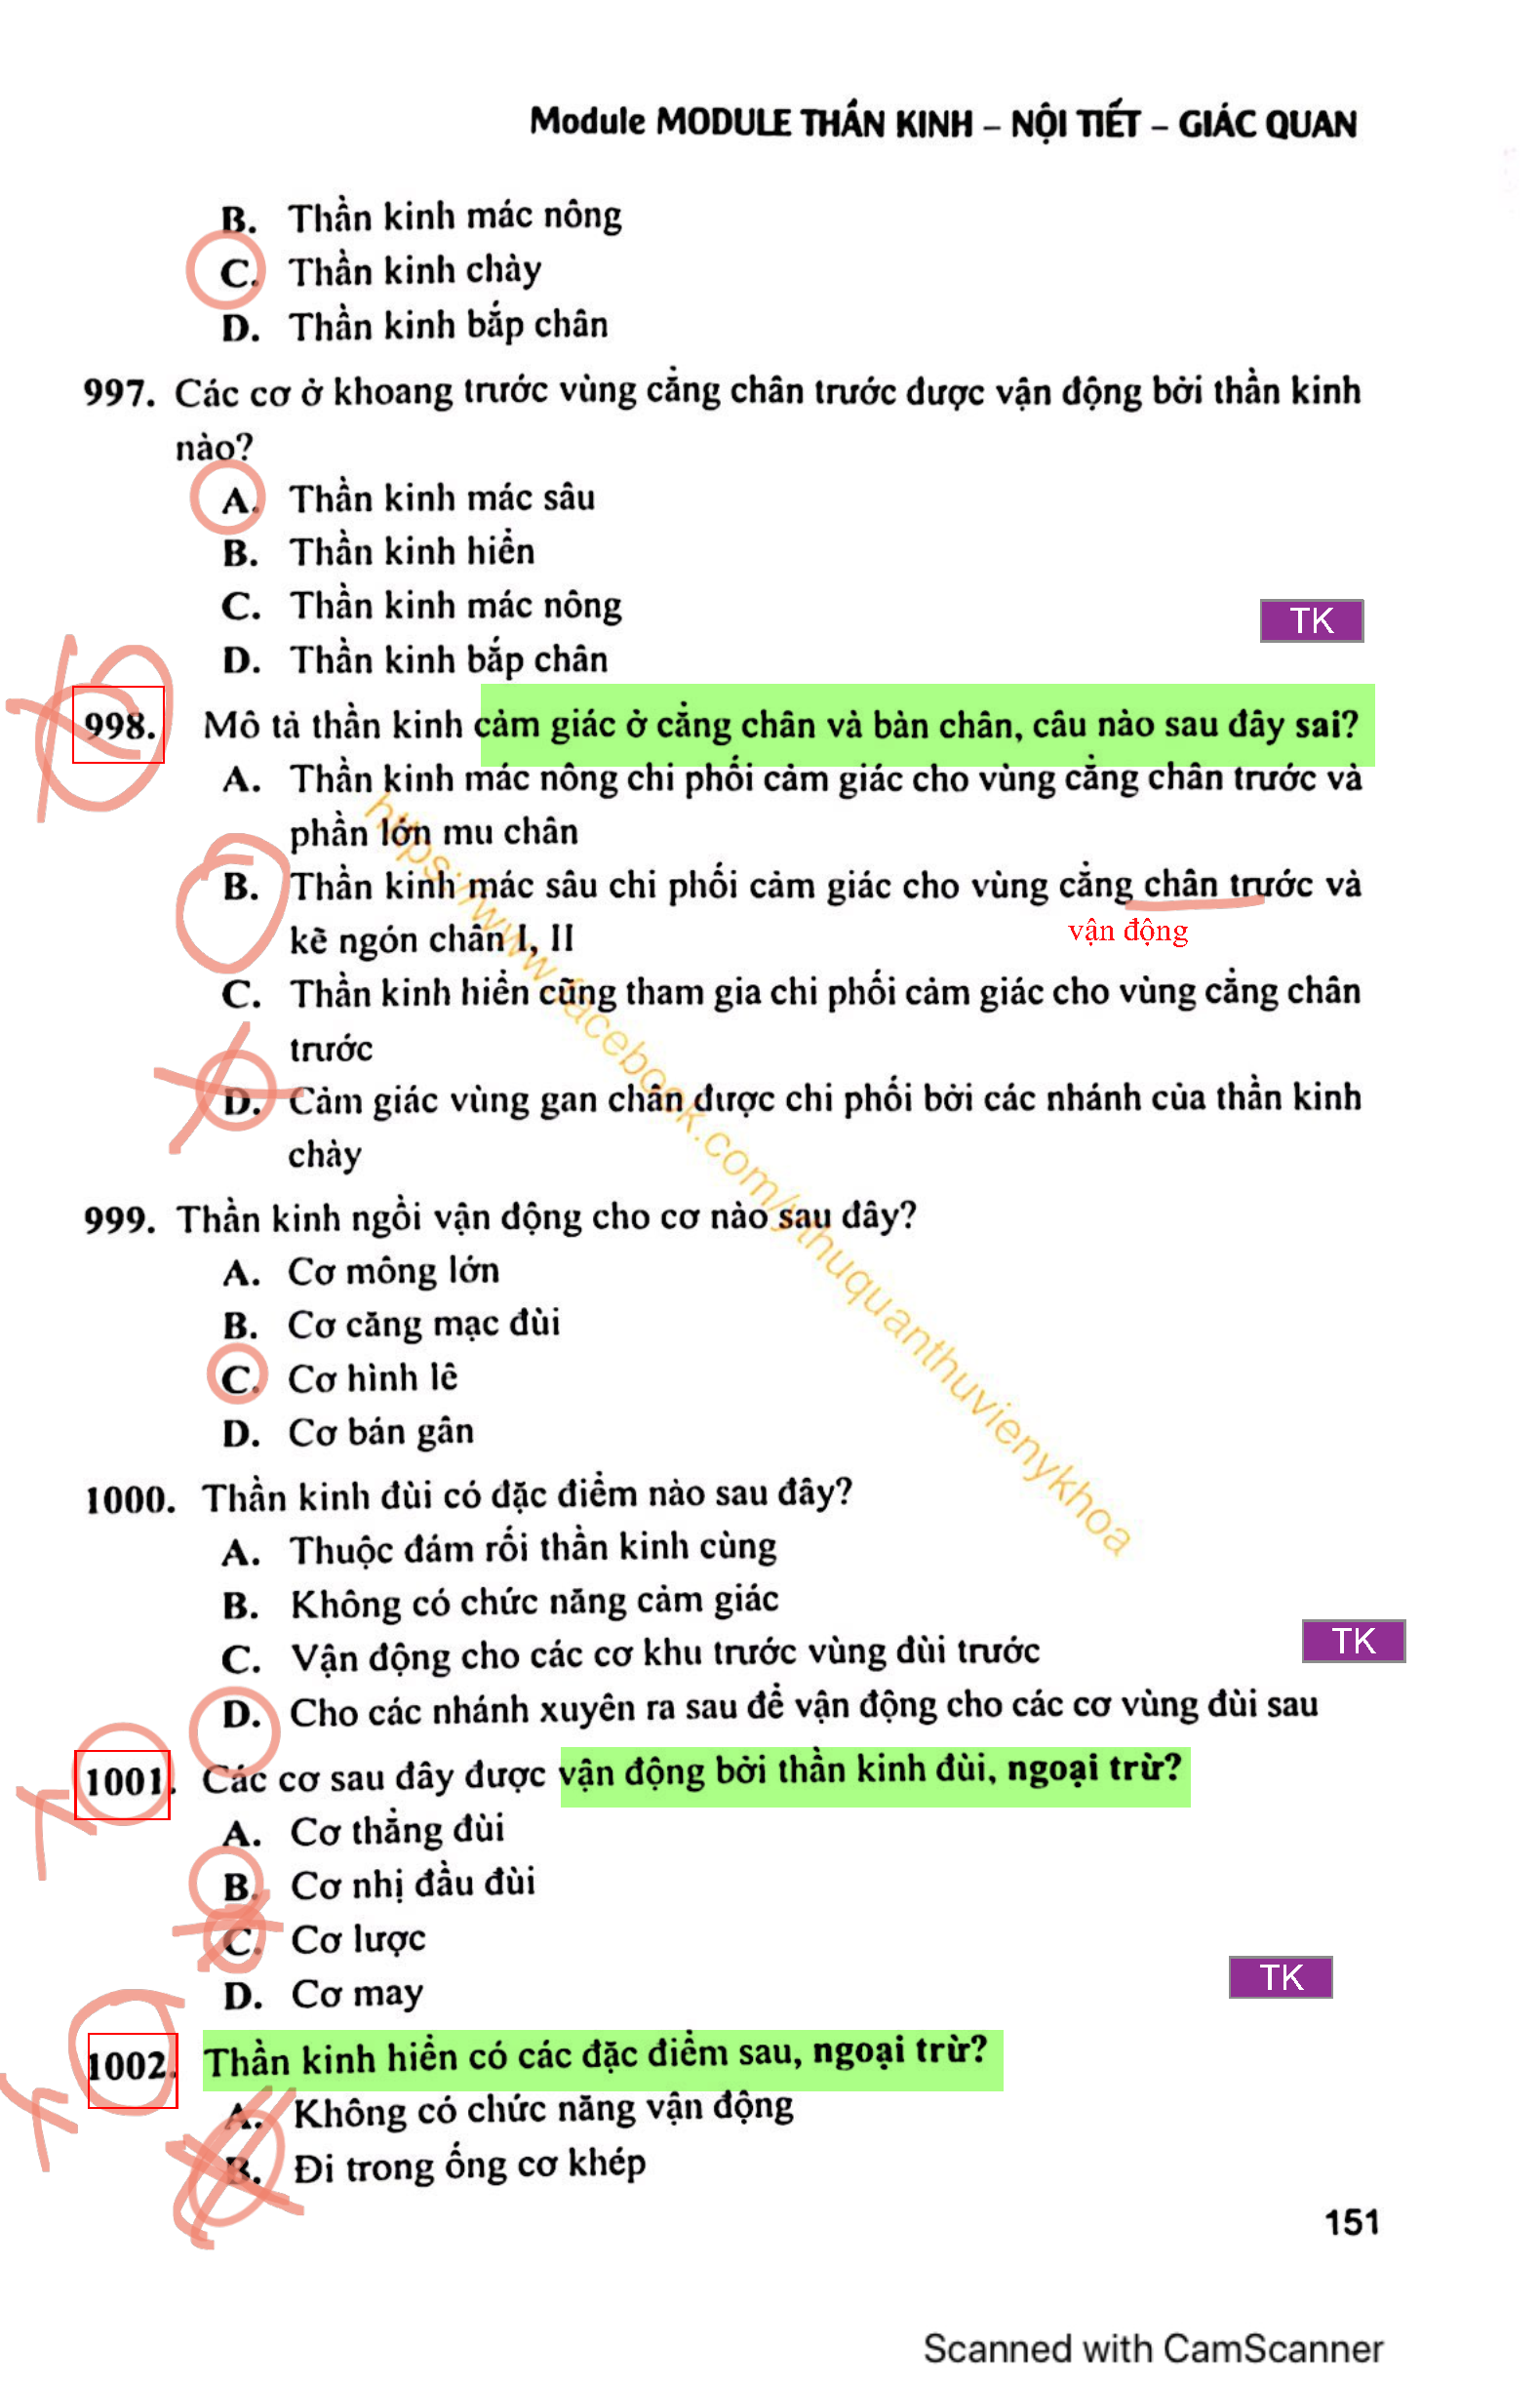 Module MODULE THẦN KINH – NỘI TIẾT – GIÁC QUAN
B. Thần kinh mác nông
C. Thần kinh chày
D. Thần kinh bắp chân
997. Các cơ ở khoang trước vùng cẳng chân trước được vận động bởi thần kinh
nào?
A. Thần kinh mác sâu
B. Thần kinh hiển
C. Thần kinh mác nông
TK
D. Thần kinh bắp chân
998. Mô tả thần kinh cảm giác ở cẳng chân và bàn chân, câu nào sau đây sai?
A. Thần kinh mác nông chi phối cảm giác cho vùng cẳng chân trước và
phần lớn mu chân
B. Thần kinh mác sâu chi phối cảm giác cho vùng cẳng chân trước và
vận động
kẽ ngón chân I, II
C. Thần kinh hiển cũng tham gia chi phối cảm giác cho vùng cẳng chân
trước
D. Cảm giác vùng gan chân được chi phối bởi các nhánh của thần kinh
chày
https://www.facebook.com/ythuquanthuvienykhoa
999. Thần kinh ngồi vận động cho cơ nào sau đây?
A. Cơ mông lớn
B. Cơ căng mạc đùi
C. Cơ hình lê
D. Cơ bán gân
1000. Thần kinh đùi có đặc điểm nào sau đây?
A. Thuộc đám rối thần kinh cùng
B. Không có chức năng cảm giác
TK
C. Vận động cho các cơ khu trước vùng đùi trước
D. Cho các nhánh xuyên ra sau để vận động cho các cơ vùng đùi sau
1001. Các cơ sau đây được vận động bởi thần kinh đùi, ngoại trừ?
A. Cơ thẳng đùi
B. Cơ nhị đầu đùi
C. Cơ lược
TK
D. Cơ may
1002. Thần kinh hiển có các đặc điểm sau, ngoại trừ?
A. Không có chức năng vận động
B. Đi trong ống cơ khép
151
Scanned with CamScanner